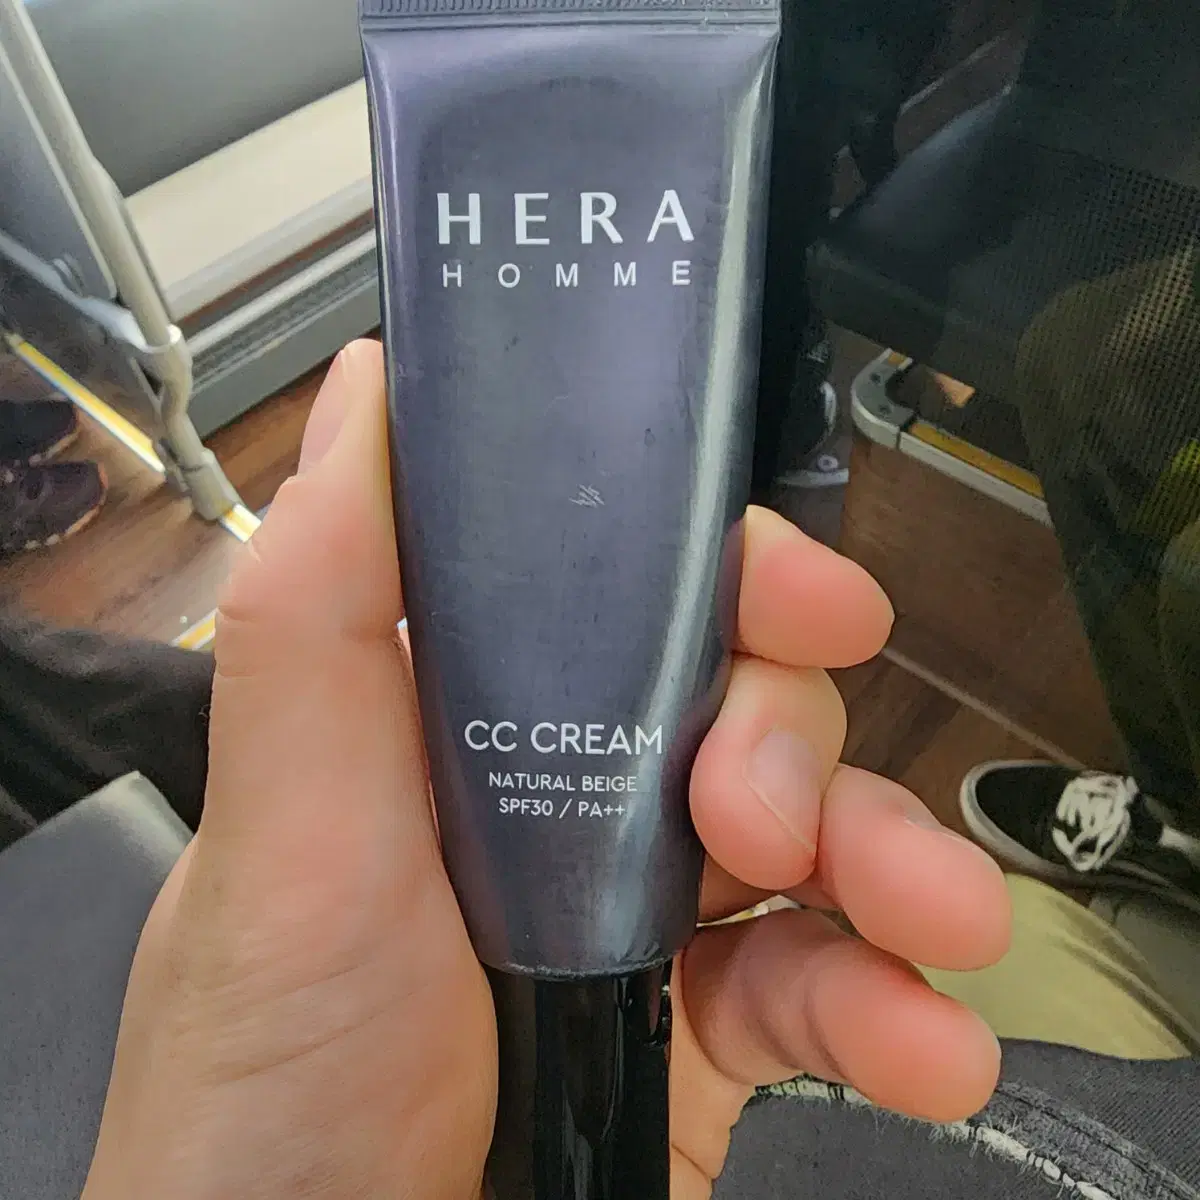 HERA
HOMME
CC CREAM
NATURAL BEIGE
SPF30 / PA++